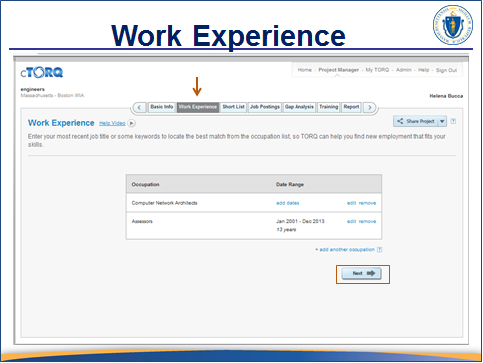 Work Experience
cTORQ
Home - Project Manager - My TORQ - Admin - Help - Sign Out
engineers
Massachusetts - Boston WIA
Helena Bucca
Basic Info Work Experience Short List Job Postings Gap Analysis Training Report
Work Experience Help Video
Share Project [?]
Enter your most recent job title or some keywords to locate the best match from the occupation list, so TORQ can help you find new employment that fits your
skills.
Occupation Date Range
Computer Network Architects add dates edit remove
Assessors Jan 2001 - Dec 2013 edit remove
13 years
+ add another occupation [?]
Next